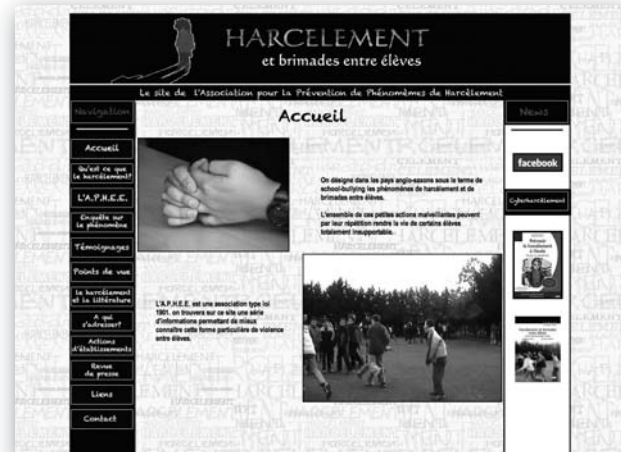 HARCELEMENT
et brimades entre élèves
Le site de l'Association pour la Prévention de Phénomèmes de Harcèlement
Navigation
Accueil
Qu'est ce que
le harcèlement?
L'A.P.H.E.E.
Enquête sur
le phénomène
Témoignages
Points de vue
Le harcèlement
et la littérature
A qui
s'adresser?
Actions
d'établissements
Revue
de presse
Liens
Contact
Accueil
On désigne dans les pays anglo-saxons sous le terme de
school-bullying les phénomènes de harcèlement et de
brimades entre élèves.
L'ensemble de ces petites actions malveillantes peuvent
par leur répétition rendre la vie de certains élèves
totalement insupportable.
L'A.P.H.E.E. est une association type loi
1901. on trouvera sur ce site une série
d'informations permettant de mieux
connaître cette forme particulière de violence
entre élèves.
News
facebook
Cyberharcèlement
Prévenir
le harcèlement
à l'école